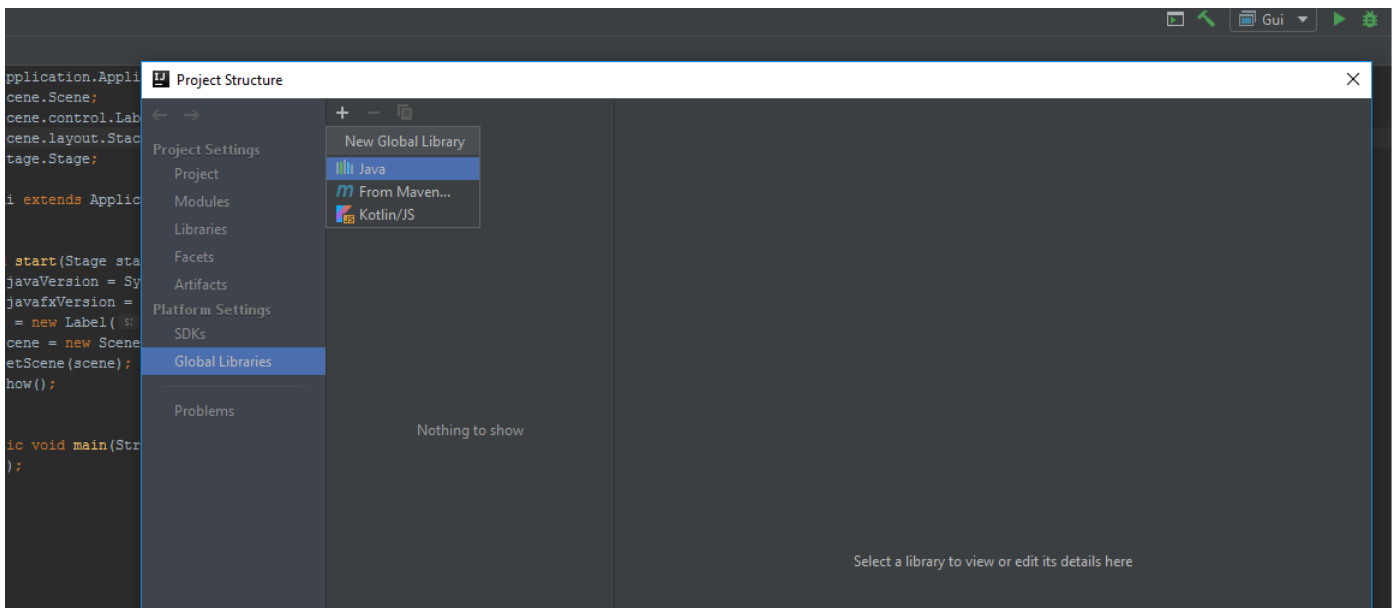 Gui
pplication.Appli
cene.Scene;
cene.control.Lab
cene.layout.Stac
tage.Stage;
i extends Applic
start(Stage sta
javaVersion = Sy
javafxVersion =
= new Label( s:
cene = new Scene
etScene(scene);
how();
ic void main(Str
);
Project Structure
Project Settings
Project
Modules
Libraries
Facets
Artifacts
Platform Settings
SDKs
Global Libraries
Problems
New Global Library
Java
From Maven...
Kotlin/JS
Nothing to show
Select a library to view or edit its details here